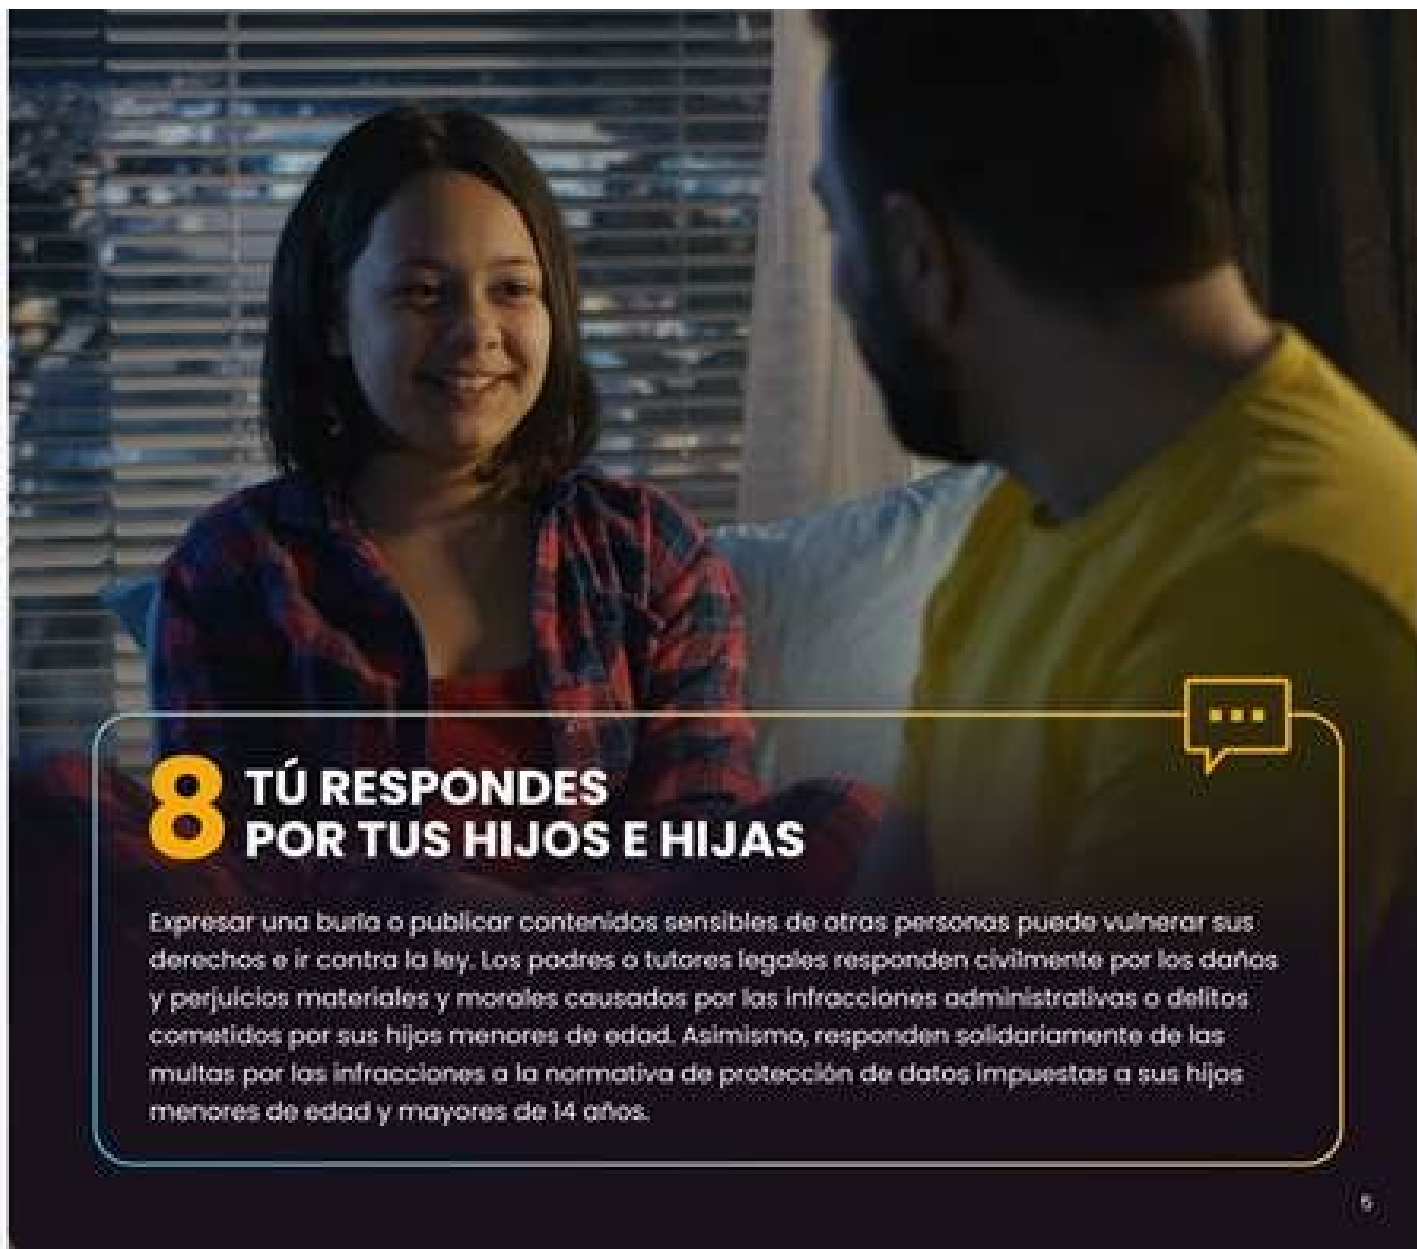 8 TÚ RESPONDES
POR TUS HIJOS E HIJAS
Expresar una burla o publicar contenidos sensibles de otras personas puede vulnerar sus
derechos e ir contra la ley. Los padres o tutores legales responden civilmente por los daños
y perjuicios materiales y morales causados por las infracciones administrativas o delitos
cometidos por sus hijos menores de edad. Asimismo, responden solidariamente de las
multas por las infracciones a la normativa de protección de datos impuestas a sus hijos
menores de edad y mayores de 14 años.